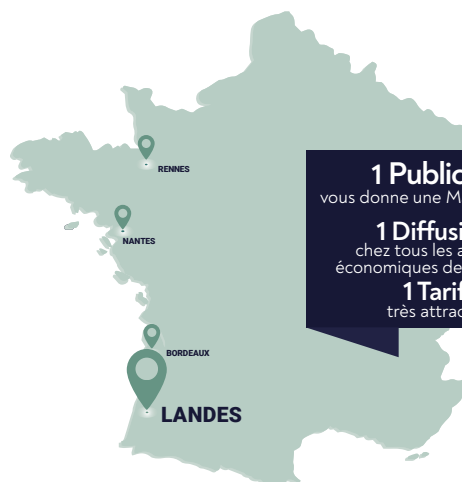 RENNES
NANTES
BORDEAUX
LANDES
1 Public
vous donne une M
1 Diffusi
chez tous les a
économiques de
1 Tarif
très attrac